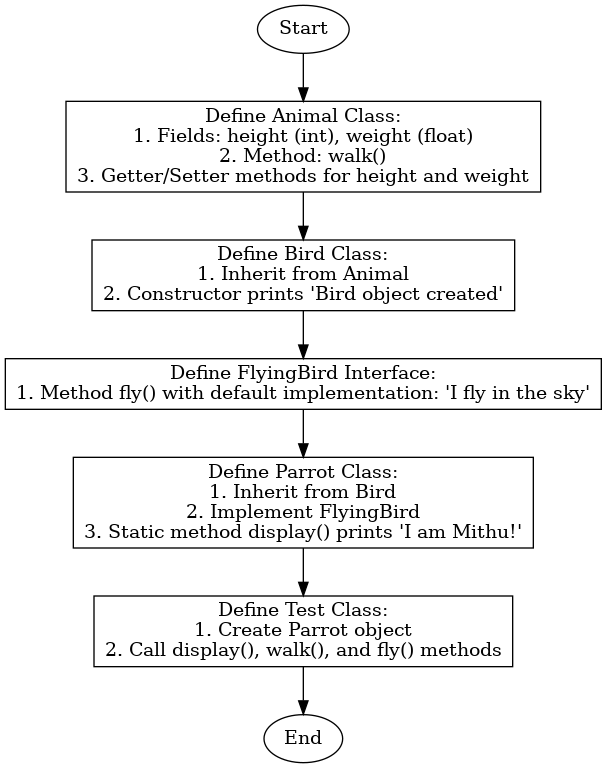 Start
Define Animal Class:
1. Fields: height (int), weight (float)
2. Method: walk()
3. Getter/Setter methods for height and weight
Define Bird Class:
1. Inherit from Animal
2. Constructor prints 'Bird object created'
Define FlyingBird Interface:
1. Method fly() with default implementation: 'I fly in the sky'
Define Parrot Class:
1. Inherit from Bird
2. Implement FlyingBird
3. Static method display() prints 'I am Mithu!'
Define Test Class:
1. Create Parrot object
2. Call display(), walk(), and fly() methods
End